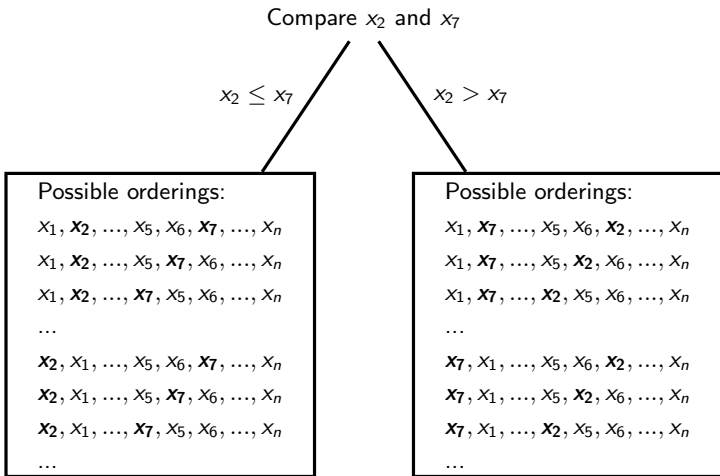 Compare x₂ and x₇
x₂ ≤ x₇
x₂ > x₇
Possible orderings:
x₁, x₂, ..., x₅, x₆, x₇, ..., xₙ
x₁, x₂, ..., x₅, x₇, x₆, ..., xₙ
x₁, x₂, ..., x₇, x₅, x₆, ..., xₙ
...
x₂, x₁, ..., x₅, x₆, x₇, ..., xₙ
x₂, x₁, ..., x₅, x₇, x₆, ..., xₙ
x₂, x₁, ..., x₇, x₅, x₆, ..., xₙ
...
Possible orderings:
x₁, x₇, ..., x₅, x₆, x₂, ..., xₙ
x₁, x₇, ..., x₅, x₂, x₆, ..., xₙ
x₁, x₇, ..., x₂, x₅, x₆, ..., xₙ
...
x₇, x₁, ..., x₅, x₆, x₂, ..., xₙ
x₇, x₁, ..., x₅, x₂, x₆, ..., xₙ
x₇, x₁, ..., x₂, x₅, x₆, ..., xₙ
...